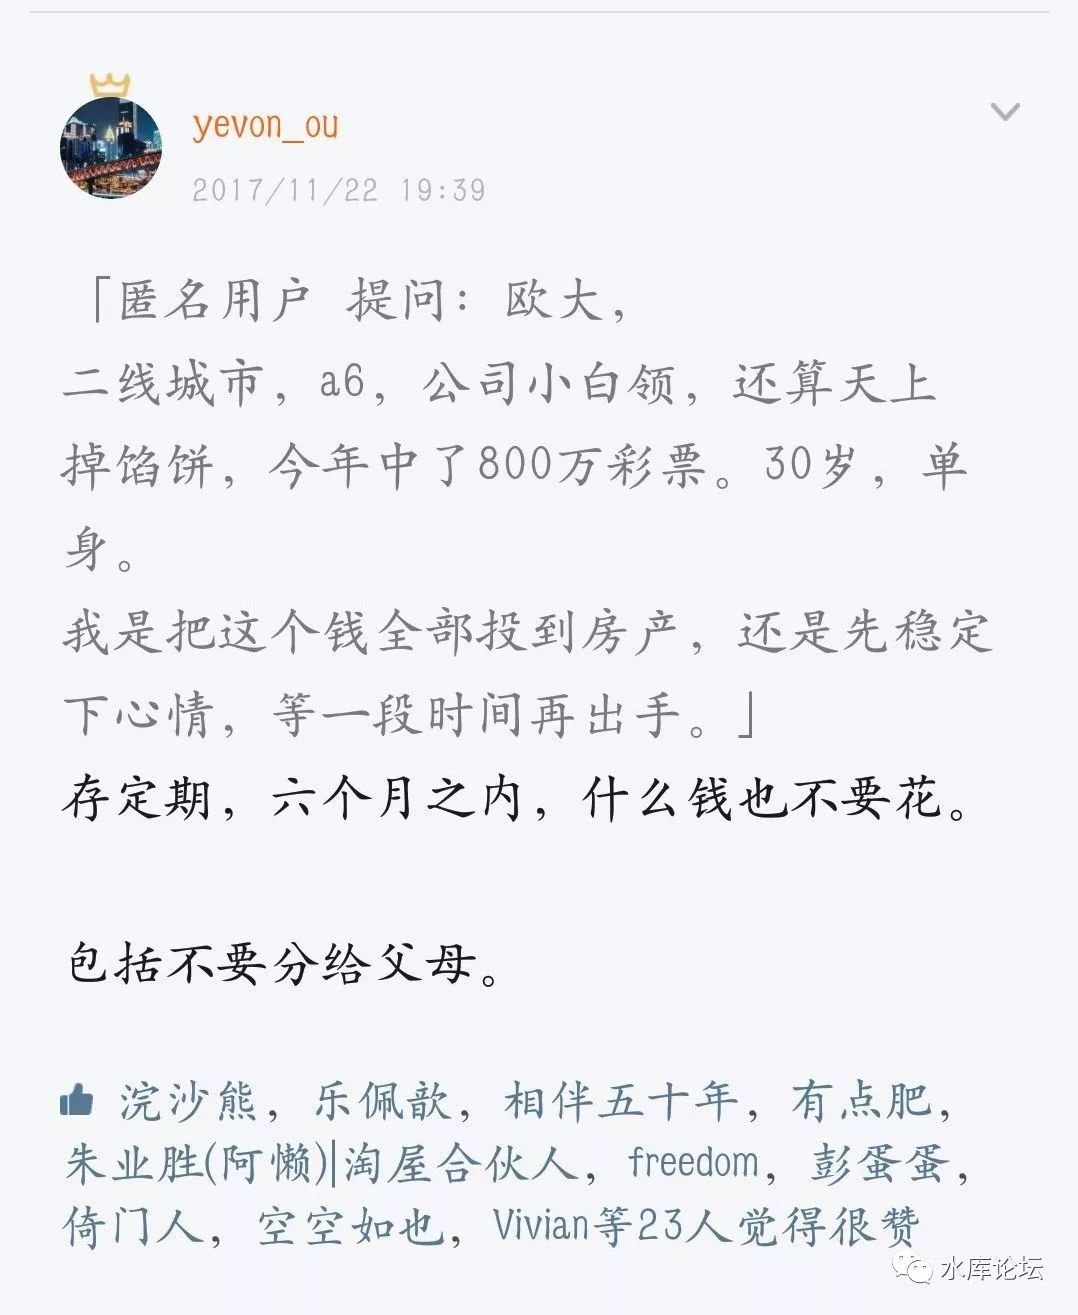 yevon_ou
2017/11/22 19:39
「匿名用户 提问：欧大，
二线城市，a6，公司小白领，还算天上
掉馅饼，今年中了800万彩票。30岁，单
身。
我是把这个钱全部投到房产，还是先稳定
下心情，等一段时间再出手。」
存定期，六个月之内，什么钱也不要花。
包括不要分给父母。
浣沙熊，乐佩歆，相伴五十年，有点肥，
朱业胜(阿懒)|淘屋合伙人，freedom，彭蛋蛋，
倚门人，空空如也，Vivian等23人觉得很赞
水库论坛